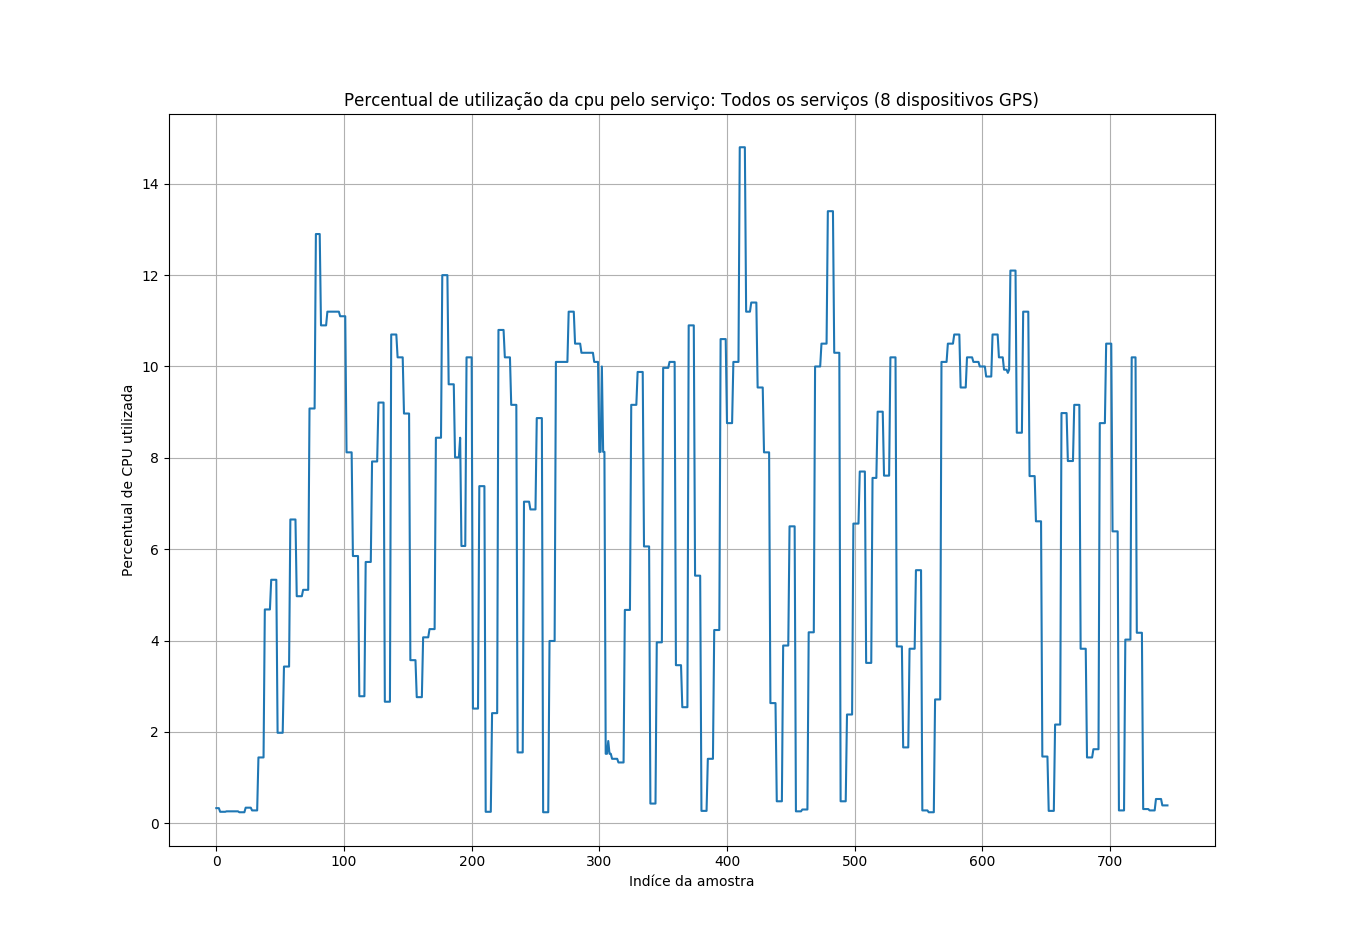 Percentual de utilização da cpu pelo serviço: Todos os serviços (8 dispositivos GPS)
14
12
10
8
6
4
2
0
Percentual de CPU utilizada
0 100 200 300 400 500 600 700
Indíce da amostra